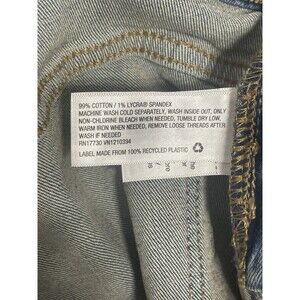 99% COTTON / 1% LYCRA® SPANDEX
MACHINE WASH COLD SEPARATELY, WASH INSIDE OUT, ONLY
NON-CHLORINE BLEACH WHEN NEEDED, TUMBLE DRY LOW,
WARM IRON WHEN NEEDED, REMOVE LOOSE THREADS AFTER
WASH IF NEEDED
RN17730 VN1210334
LABEL MADE FROM 100% RECYCLED PLASTIC